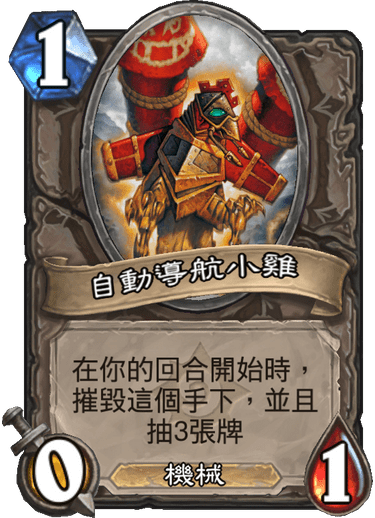 1
自動導航小雞
在你的回合開始時，
摧毀這個手下，並且
抽3張牌
機械
0
1